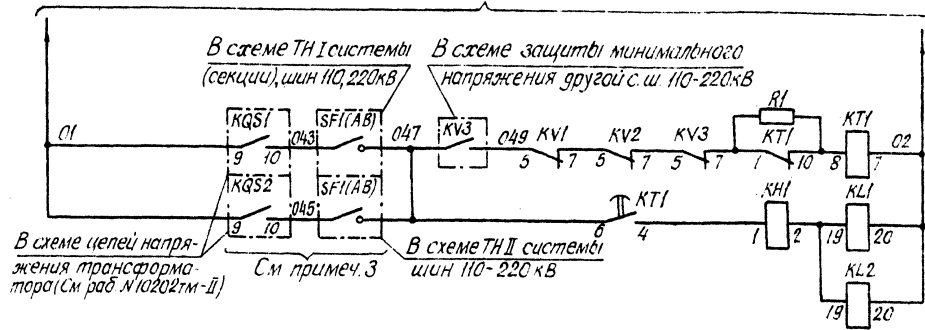 В схеме ТН I системы
(секции), шин 110,220кВ
В схеме защиты минимального
напряжения другой с.ш. 110-220кВ
01
KQS1
9 10
043
SF1(АВ)
047
KV3
049
KV1
5 7
KV2
5 7
KV3
5 7
R1
KT1
1 10
KT1
8 7
02
KQS2
9 10
045
SF1(АВ)
KT1
6 4
KH1
1 2
KL1
19 20
KL2
19 20
В схеме цепей напря-
жения трансформа-
тора (См раб. N10202тм-II)
См примеч. 3
В схеме ТН II системы
шин 110-220 кВ